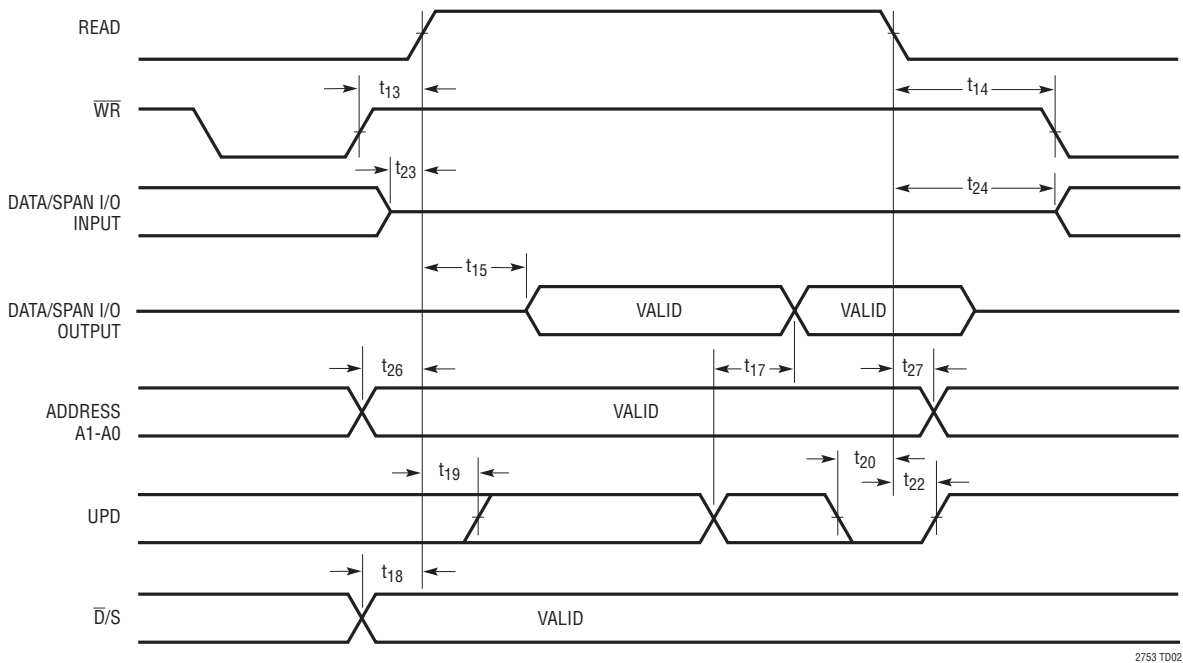 READ
t13
t14
W̅R̅
t23
t24
DATA/SPAN I/O
INPUT
t15
DATA/SPAN I/O
OUTPUT
VALID
VALID
t26
t17
t27
ADDRESS
A1-A0
VALID
t19
t20
t22
UPD
t18
D̅/S
VALID
2753 TD02